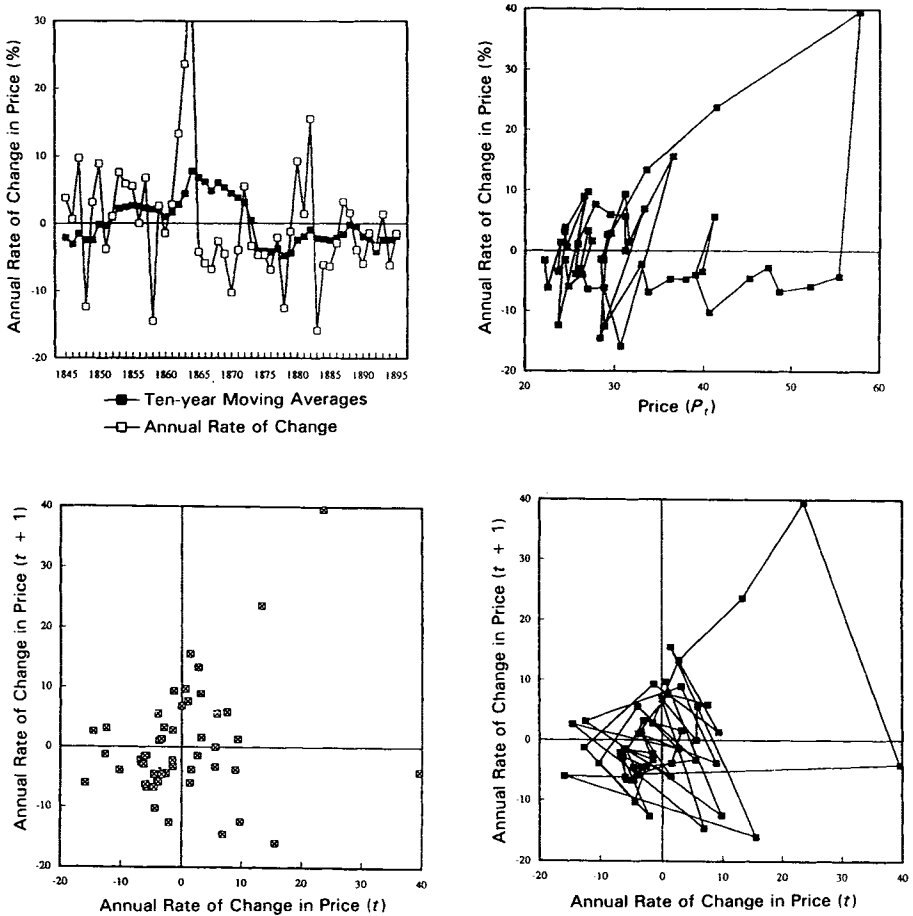 Annual Rate of Change in Price (%)
30
20
10
0
-10
-20
1845 1850 1855 1860 1865 1870 1875 1880 1885 1890 1895
Ten-year Moving Averages
Annual Rate of Change
Annual Rate of Change in Price (%)
40
30
20
10
0
-10
-20
20 30 40 50 60
Price (Pt)
Annual Rate of Change in Price (t + 1)
40
30
20
10
0
-10
-20
-20 -10 0 10 20 30 40
Annual Rate of Change in Price (t)
Annual Rate of Change in Price (t + 1)
40
30
20
10
0
-10
-20
-20 -10 0 10 20 30 40
Annual Rate of Change in Price (t)